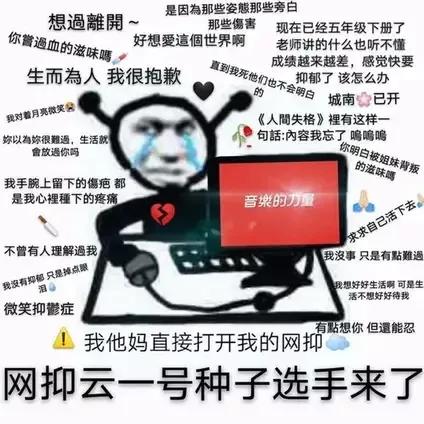 是因為那些姿態那些旁白
那些傷害
想過離開～
好想愛這個世界啊
现在已经五年级下册了
老师讲的什么也听不懂
成绩越来越差，感觉快要
抑郁了 该怎么办
你嘗過血的滋味嗎
生而為人 我很抱歉
直到我死他们也不会明白
的
城南🌸已开
我对着月亮微笑😭
《人間失格》裡有这样一
句話:內容我忘了 嗚嗚嗚
妳以為妳很難過，生活就
會放過你吗
你明白被姐妹背叛
的滋味嗎
我手腕上留下的傷疤 都
是我心裡種下的疼痛
音樂的力量
求求自己活下去
不曾有人理解過我
我沒事 只是有點難過
我沒有抑郁 只是掉点眼
泪💧
我想好好生活啊 可是生
活不想好好待我
微笑抑鬱症
有點想你 但還能忍
⚠️ 我他妈直接打开我的网抑☁️
网抑云一号种子选手来了